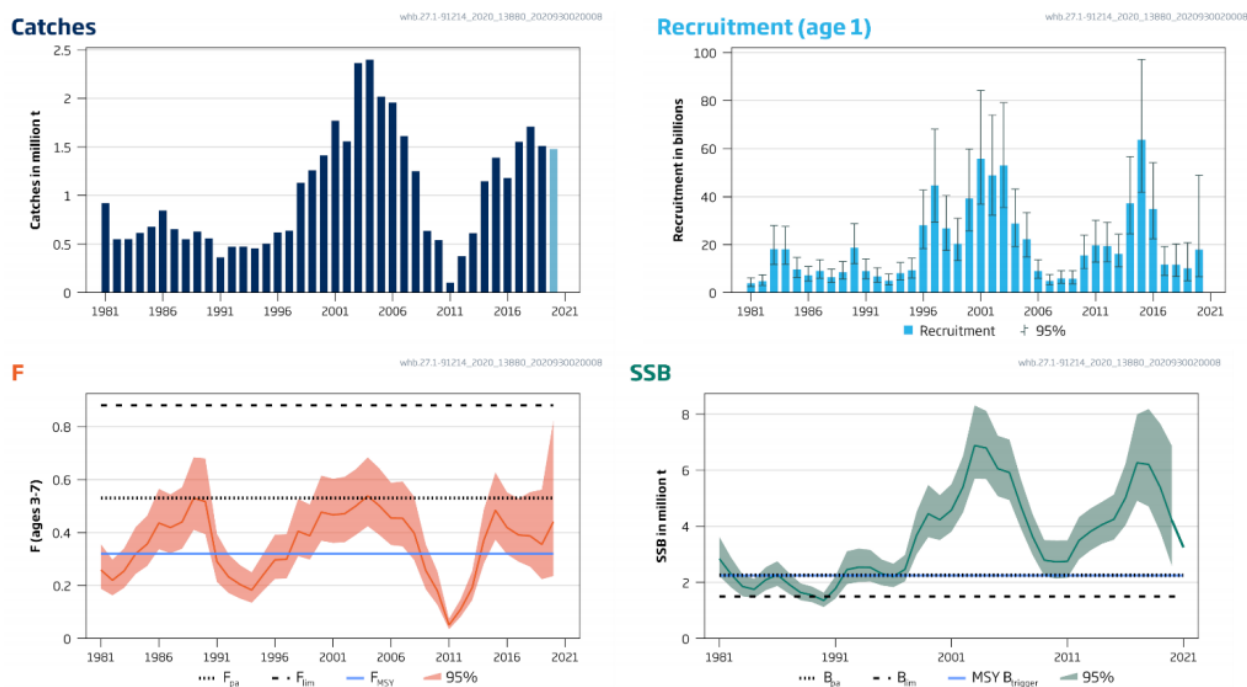 whb.27.1-91214_2020_13880_2020930020008
Catches
Catches in million t
2.5
2
1.5
1
0.5
0
1981 1986 1991 1996 2001 2006 2011 2016 2021
whb.27.1-91214_2020_13880_2020930020008
Recruitment (age 1)
Recruitment in billions
100
80
60
40
20
0
1981 1986 1991 1996 2001 2006 2011 2016 2021
Recruitment 95%
whb.27.1-91214_2020_13880_2020930020008
F
F (ages 3-7)
0.8
0.6
0.4
0.2
0
1981 1986 1991 1996 2001 2006 2011 2016 2021
Fpa Flim FMSY 95%
whb.27.1-91214_2020_13880_2020930020008
SSB
SSB in million t
8
6
4
2
0
1981 1991 2001 2011 2021
Bpa Blim MSY Btrigger 95%